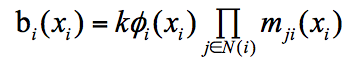 b_i(x_i) = kϕ_i(x_i) ∏_{j∈N(i)} m_{ji}(x_i)